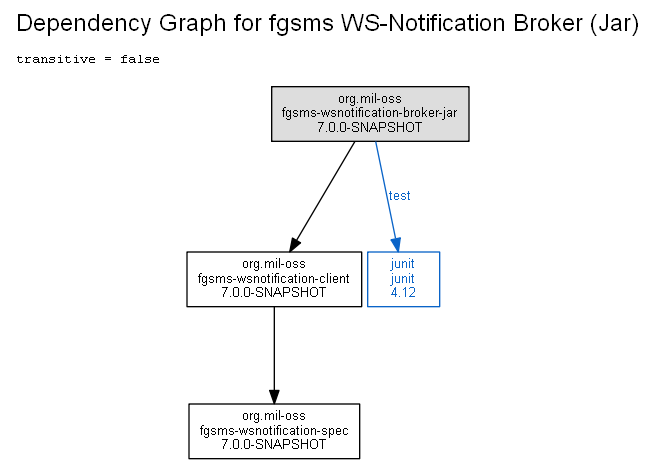 Dependency Graph for fgsms WS-Notification Broker (Jar)
transitive = false
org.mil-oss
fgsms-wsnotification-broker-jar
7.0.0-SNAPSHOT
test
org.mil-oss
fgsms-wsnotification-client
7.0.0-SNAPSHOT
junit
junit
4.12
org.mil-oss
fgsms-wsnotification-spec
7.0.0-SNAPSHOT